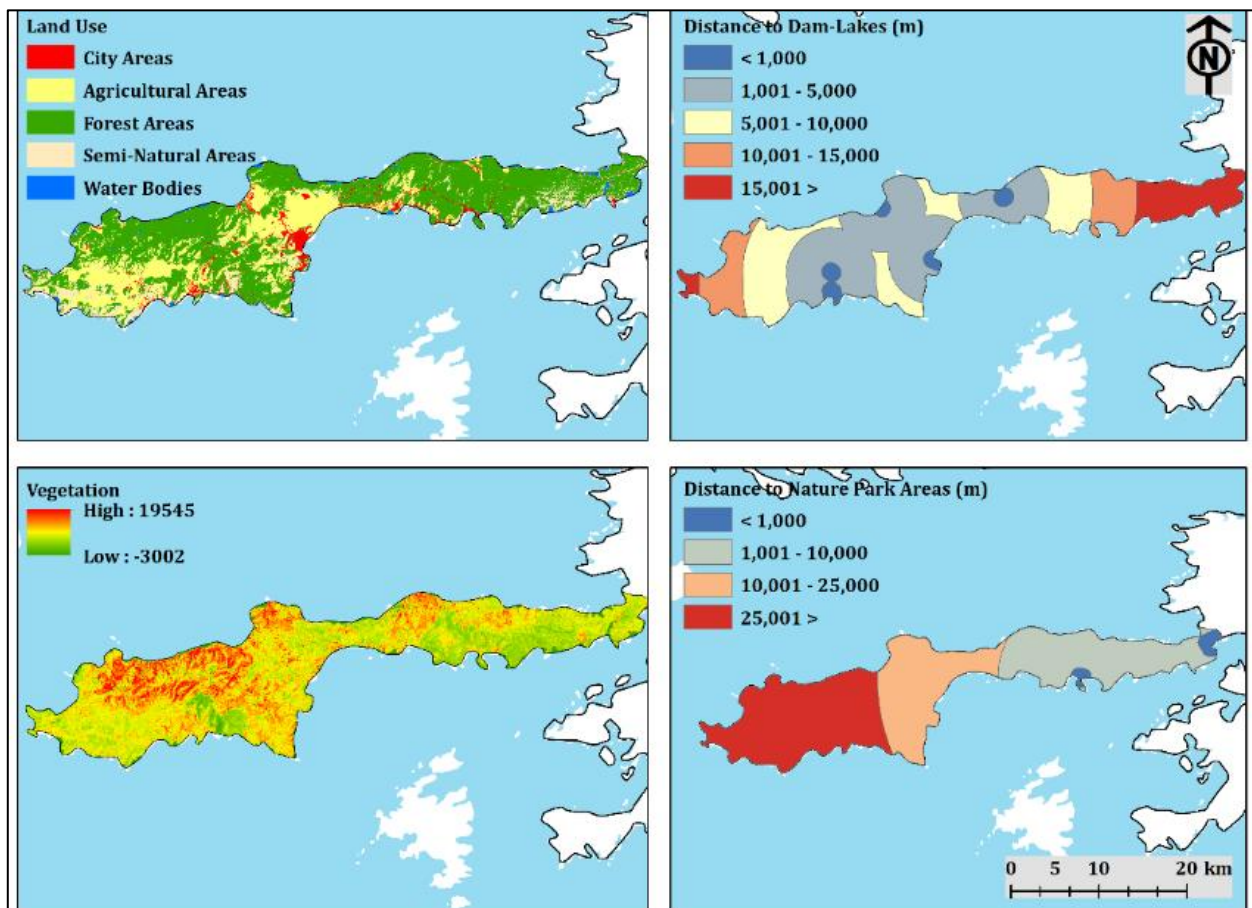 Land Use
City Areas
Agricultural Areas
Forest Areas
Semi-Natural Areas
Water Bodies
Distance to Dam-Lakes (m)
< 1,000
1,001 - 5,000
5,001 - 10,000
10,001 - 15,000
15,001 >
N
Vegetation
High : 19545
Low : -3002
Distance to Nature Park Areas (m)
< 1,000
1,001 - 10,000
10,001 - 25,000
25,001 >
0 5 10 20 km